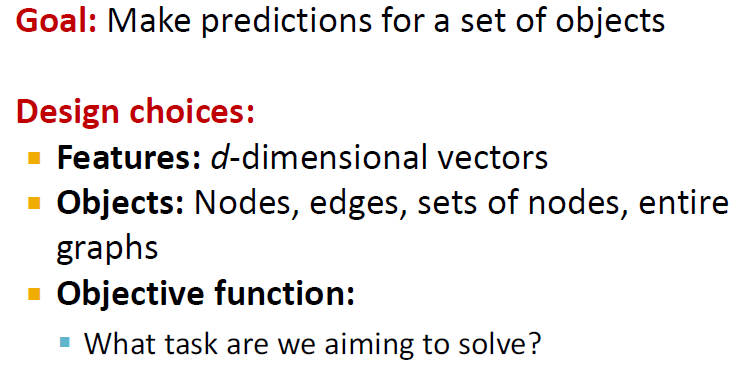 Goal: Make predictions for a set of objects
Design choices:
Features: d-dimensional vectors
Objects: Nodes, edges, sets of nodes, entire
graphs
Objective function:
What task are we aiming to solve?